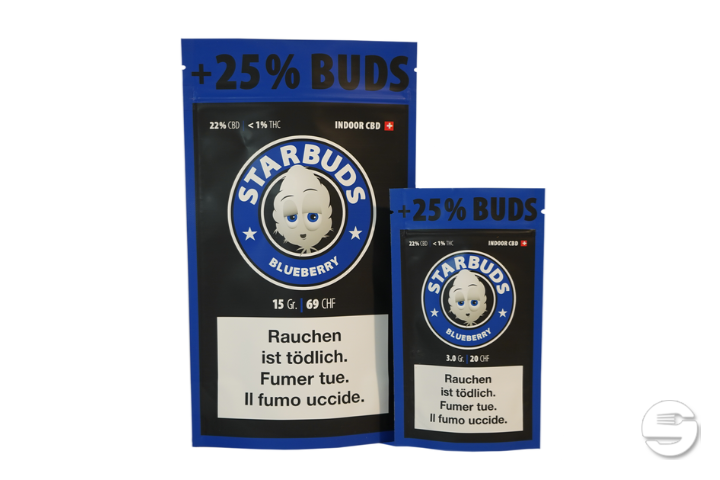 +25% BUDS
22% CBD | < 1% THC INDOOR CBD
STARBUDS
BLUEBERRY
15 Gr. | 69 CHF
Rauchen
ist tödlich.
Fumer tue.
Il fumo uccide.
+25% BUDS
22% CBD | < 1% THC INDOOR CBD
STARBUDS
BLUEBERRY
3.0 Gr. | 20 CHF
Rauchen
ist tödlich.
Fumer tue.
Il fumo uccide.